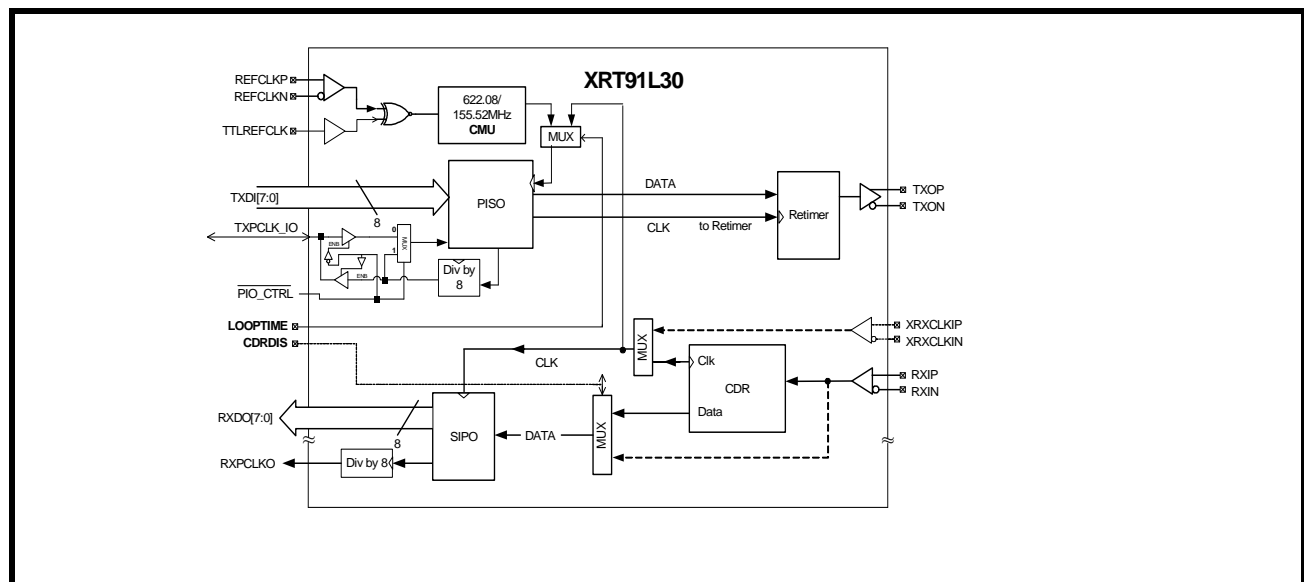 XRT91L30
REFCLKP
REFCLKN
TTLREFCLK
622.08/
155.52MHz
CMU
MUX
TXDI[7:0]
8
PISO
DATA
CLK
to Retimer
Retimer
TXOP
TXON
TXPCLK_IO
ENB
0
MUX
1
ENB
Div by
8
PIO_CTRL
LOOPTIME
CDRDIS
MUX
XRXCLKIP
XRXCLKIN
CLK
Clk
CDR
Data
RXIP
RXIN
RXDO[7:0]
8
SIPO
DATA
MUX
RXPCLKO
Div by 8